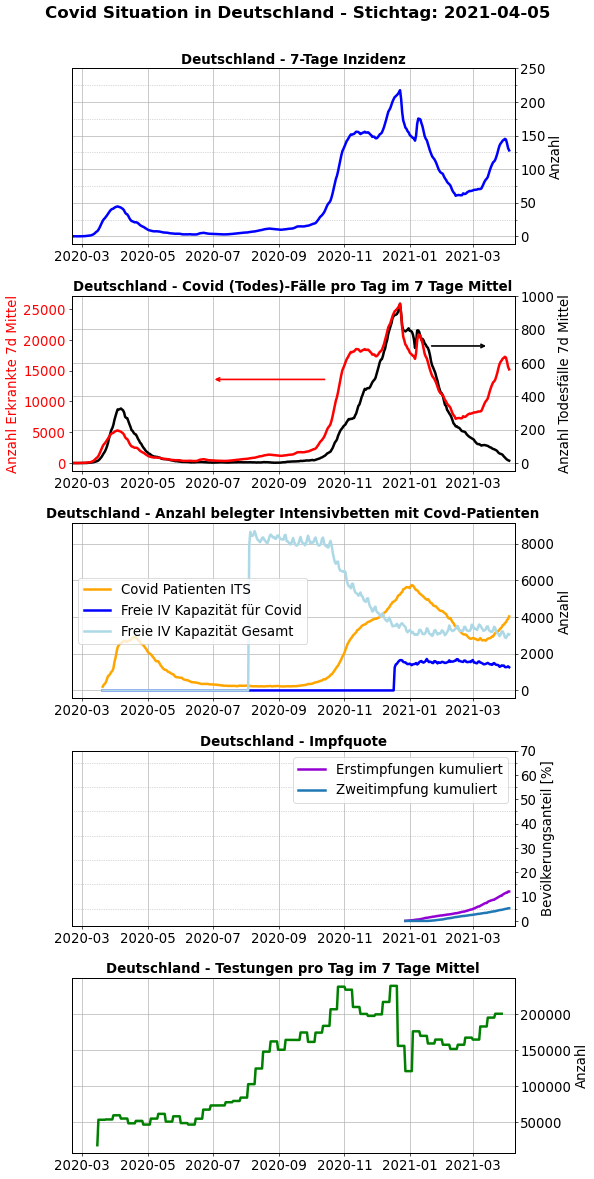 Covid Situation in Deutschland - Stichtag: 2021-04-05
Deutschland - 7-Tage Inzidenz
250
200
150
100
50
0
Anzahl
2020-03 2020-05 2020-07 2020-09 2020-11 2021-01 2021-03
Deutschland - Covid (Todes)-Fälle pro Tag im 7 Tage Mittel
Anzahl Erkrankte 7d Mittel
25000
20000
15000
10000
5000
0
1000
800
600
400
200
0
Anzahl Todesfälle 7d Mittel
2020-03 2020-05 2020-07 2020-09 2020-11 2021-01 2021-03
Deutschland - Anzahl belegter Intensivbetten mit Covd-Patienten
Covid Patienten ITS
Freie IV Kapazität für Covid
Freie IV Kapazität Gesamt
8000
6000
4000
2000
0
Anzahl
2020-03 2020-05 2020-07 2020-09 2020-11 2021-01 2021-03
Deutschland - Impfquote
Erstimpfungen kumuliert
Zweitimpfung kumuliert
70
60
50
40
30
20
10
0
Bevölkerungsanteil [%]
2020-03 2020-05 2020-07 2020-09 2020-11 2021-01 2021-03
Deutschland - Testungen pro Tag im 7 Tage Mittel
200000
150000
100000
50000
Anzahl
2020-03 2020-05 2020-07 2020-09 2020-11 2021-01 2021-03